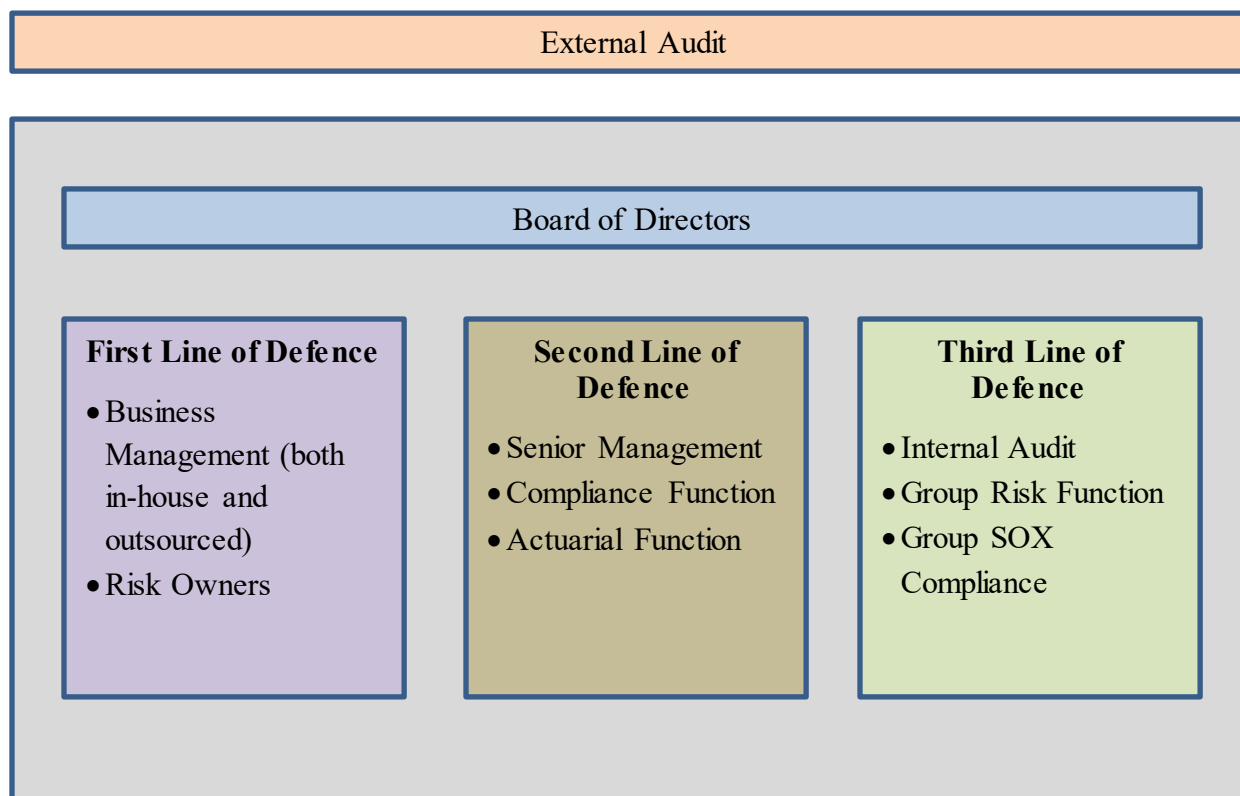 External Audit
Board of Directors
First Line of Defence
• Business
Management (both
in-house and
outsourced)
• Risk Owners
Second Line of
Defence
• Senior Management
• Compliance Function
• Actuarial Function
Third Line of
Defence
• Internal Audit
• Group Risk Function
• Group SOX
Compliance